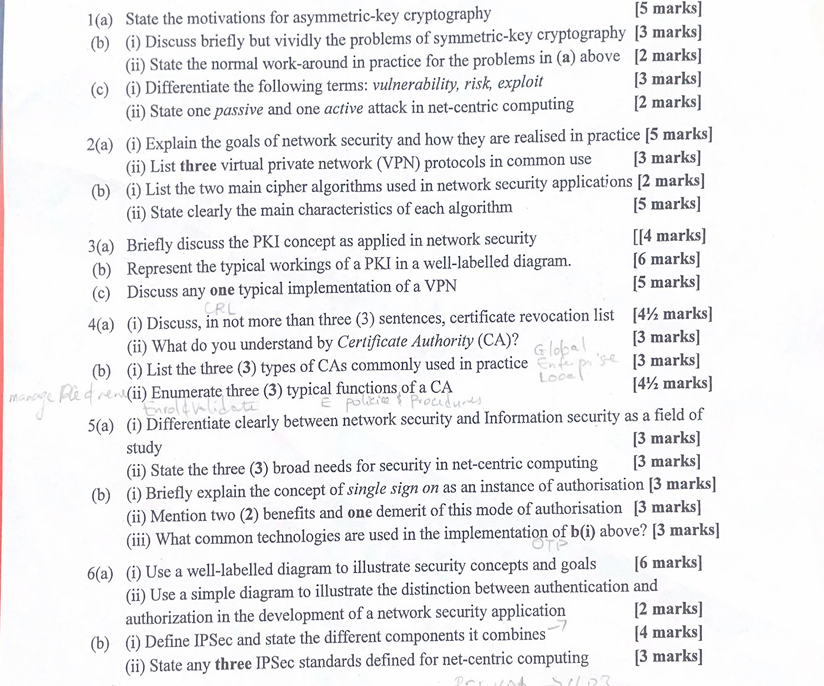 1(a) State the motivations for asymmetric-key cryptography [5 marks]
(b) (i) Discuss briefly but vividly the problems of symmetric-key cryptography [3 marks]
(ii) State the normal work-around in practice for the problems in (a) above [2 marks]
(c) (i) Differentiate the following terms: vulnerability, risk, exploit [3 marks]
(ii) State one passive and one active attack in net-centric computing [2 marks]
2(a) (i) Explain the goals of network security and how they are realised in practice [5 marks]
(ii) List three virtual private network (VPN) protocols in common use [3 marks]
(b) (i) List the two main cipher algorithms used in network security applications [2 marks]
(ii) State clearly the main characteristics of each algorithm [5 marks]
3(a) Briefly discuss the PKI concept as applied in network security [[4 marks]
(b) Represent the typical workings of a PKI in a well-labelled diagram. [6 marks]
(c) Discuss any one typical implementation of a VPN [5 marks]
CRL
4(a) (i) Discuss, in not more than three (3) sentences, certificate revocation list [4½ marks]
(ii) What do you understand by Certificate Authority (CA)? [3 marks]
Global
(b) (i) List the three (3) types of CAs commonly used in practice [3 marks]
Local
manage (ii) Enumerate three (3) typical functions of a CA [4½ marks]
Enrol & validate E policies & Procedures
5(a) (i) Differentiate clearly between network security and Information security as a field of
study [3 marks]
(ii) State the three (3) broad needs for security in net-centric computing [3 marks]
(b) (i) Briefly explain the concept of single sign on as an instance of authorisation [3 marks]
(ii) Mention two (2) benefits and one demerit of this mode of authorisation [3 marks]
(iii) What common technologies are used in the implementation of b(i) above? [3 marks]
OTP
6(a) (i) Use a well-labelled diagram to illustrate security concepts and goals [6 marks]
(ii) Use a simple diagram to illustrate the distinction between authentication and
authorization in the development of a network security application [2 marks]
(b) (i) Define IPSec and state the different components it combines [4 marks]
(ii) State any three IPSec standards defined for net-centric computing [3 marks]